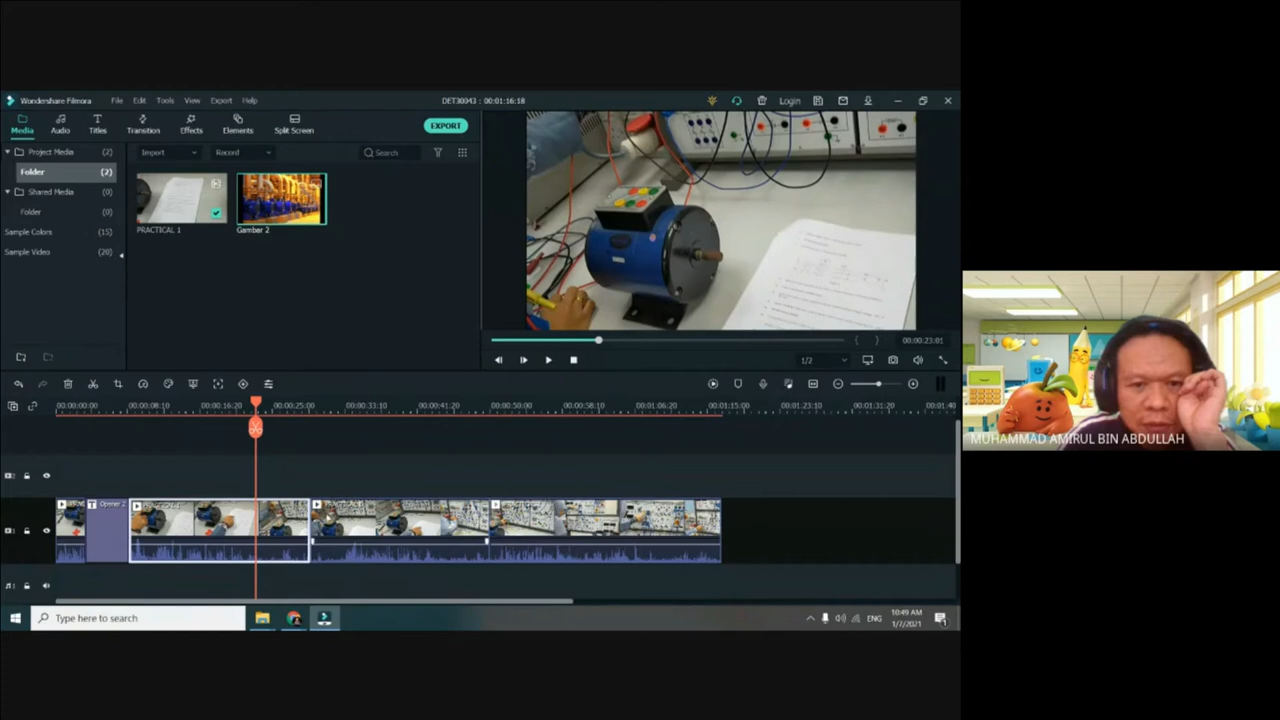 Wondershare Filmora File Edit Tools View Export Help DET30043 : 00:01:16:18 Login
Media Audio Titles Transition Effects Elements Split Screen EXPORT
Project Media (2) Import Record Search
Folder (2)
Shared Media (0)
Folder (0)
Sample Colors (15) PRACTICAL 1 Gambar 2
Sample Video (20)
00:00:23:01
1/2
00:00:00:00 00:00:08:10 00:00:16:20 00:00:25:00 00:00:33:10 00:00:41:20 00:00:50:00 00:00:58:10 00:01:06:20 00:01:15:00 00:01:23:10 00:01:31:20 00:01:40
Opener 2
Type here to search ENG 10:49 AM
1/7/2021
MUHAMMAD AMIRUL BIN ABDULLAH